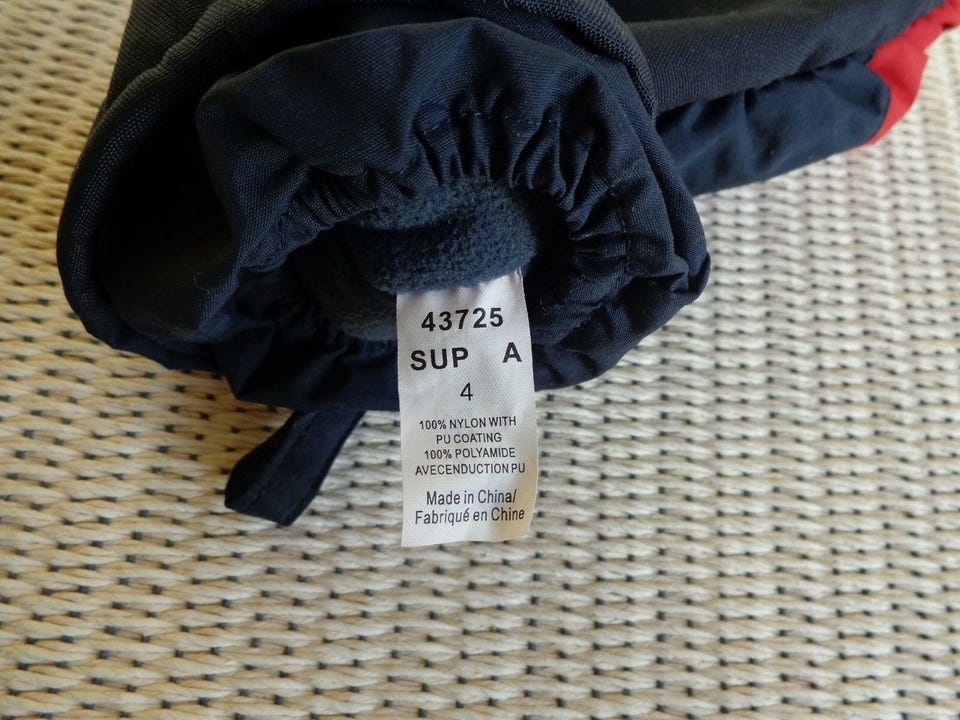 43725
SUP A
4
100% NYLON WITH
PU COATING
100% POLYAMIDE
AVECENDUCTION PU
Made in China/
Fabriqué en Chine